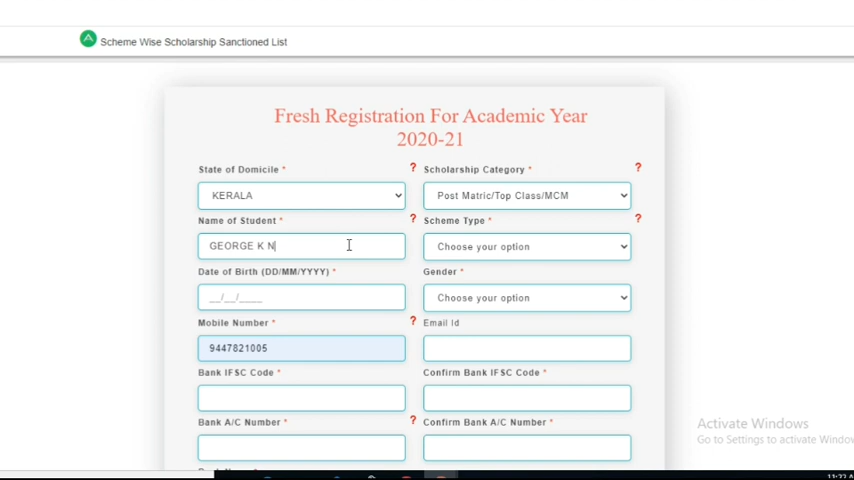 Scheme Wise Scholarship Sanctioned List
Fresh Registration For Academic Year
2020-21
State of Domicile * ? Scholarship Category * ?
KERALA Post Matric/Top Class/MCM
Name of Student * ? Scheme Type * ?
GEORGE K N Choose your option
Date of Birth (DD/MM/YYYY) * Gender *
__/__/____ Choose your option
Mobile Number * ? Email Id
9447821005
Bank IFSC Code * Confirm Bank IFSC Code *
Bank A/C Number * ? Confirm Bank A/C Number *
Activate Windows
Go to Settings to activate Window